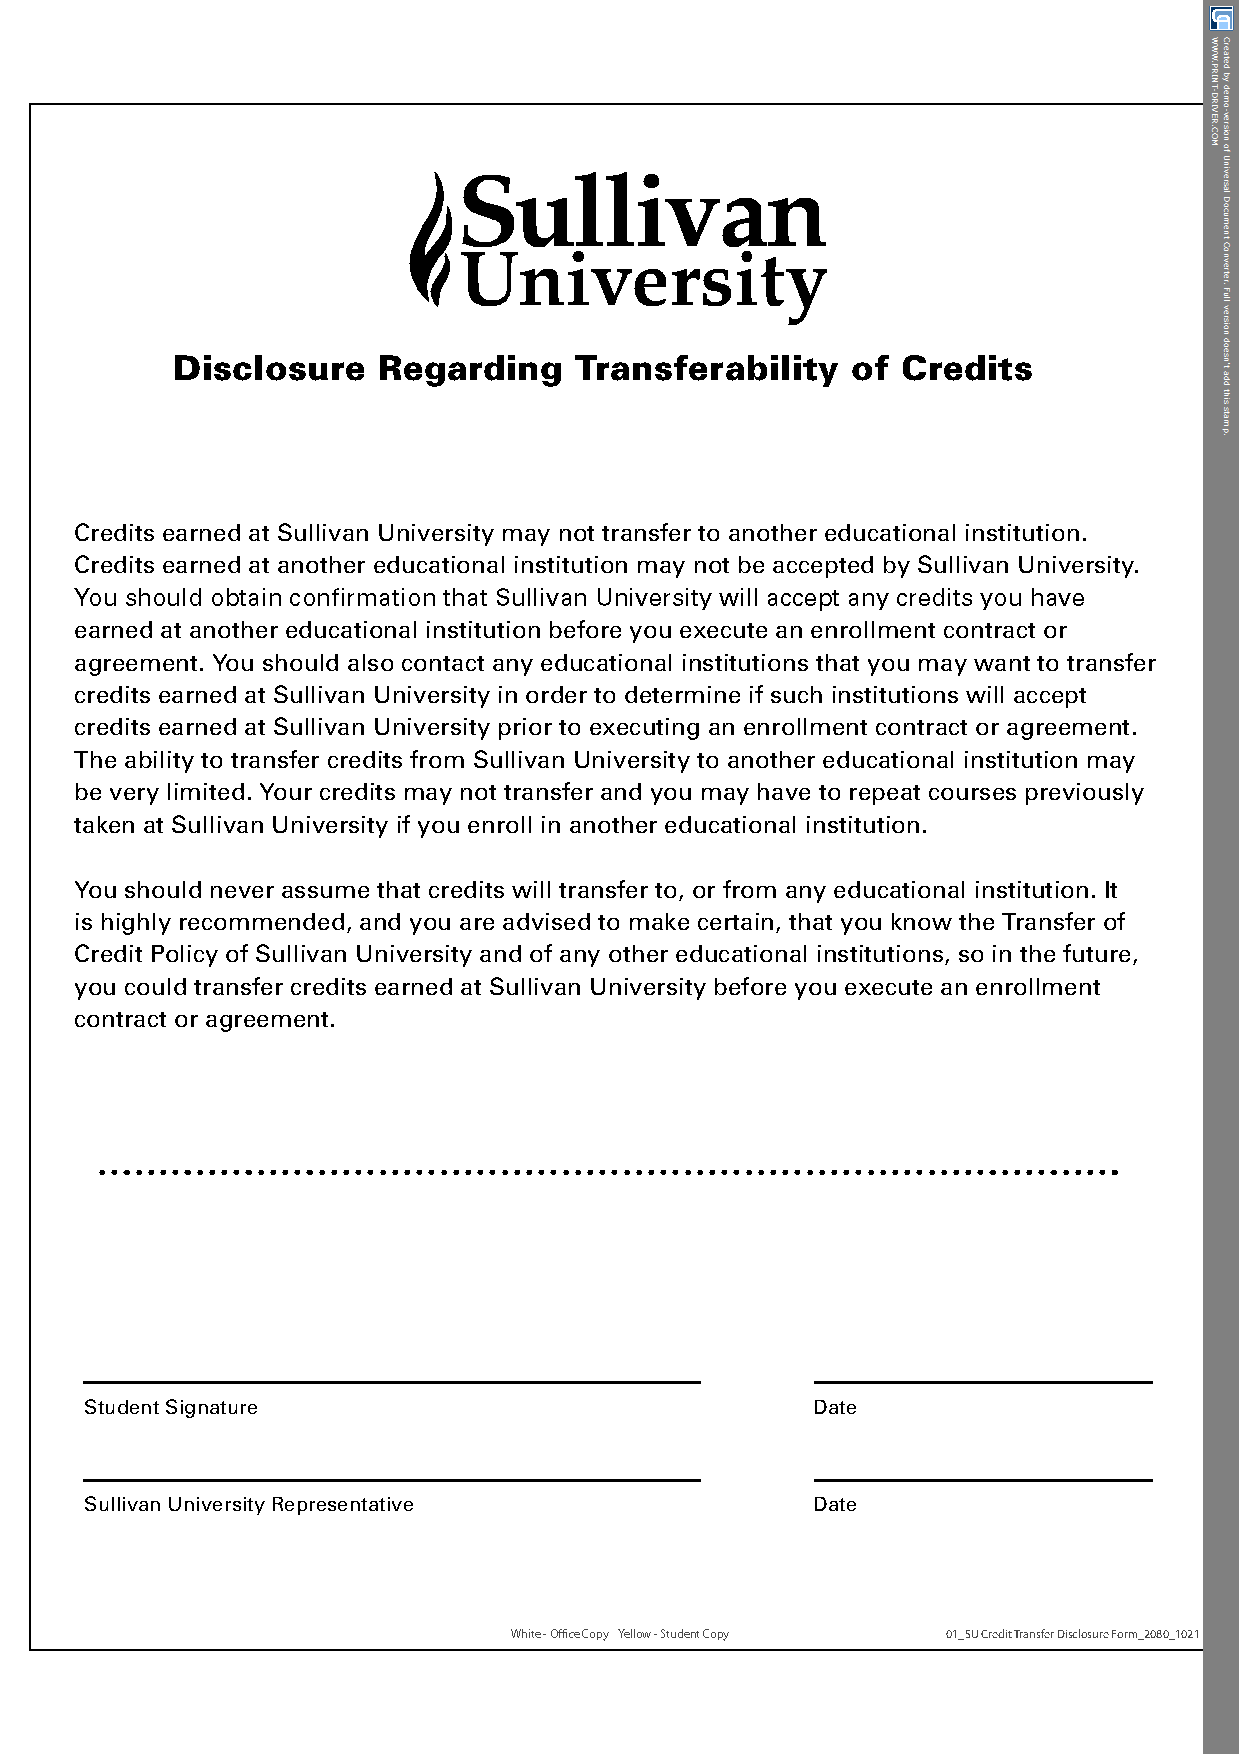 Sullivan
University
Disclosure Regarding Transferability of Credits
Credits earned at Sullivan University may not transfer to another educational institution.
Credits earned at another educational institution may not be accepted by Sullivan University.
You should obtain confirmation that Sullivan University will accept any credits you have
earned at another educational institution before you execute an enrollment contract or
agreement. You should also contact any educational institutions that you may want to transfer
credits earned at Sullivan University in order to determine if such institutions will accept
credits earned at Sullivan University prior to executing an enrollment contract or agreement.
The ability to transfer credits from Sullivan University to another educational institution may
be very limited. Your credits may not transfer and you may have to repeat courses previously
taken at Sullivan University if you enroll in another educational institution.
You should never assume that credits will transfer to, or from any educational institution. It
is highly recommended, and you are advised to make certain, that you know the Transfer of
Credit Policy of Sullivan University and of any other educational institutions, so in the future,
you could transfer credits earned at Sullivan University before you execute an enrollment
contract or agreement.
Student Signature Date
Sullivan University Representative Date
White - Office Copy Yellow - Student Copy 01_SU Credit Transfer Disclosure Form_2080_1021
Created by demo-version of Universal Document Converter. Full version doesn't add this stamp.
WWW.PRINT-DRIVER.COM